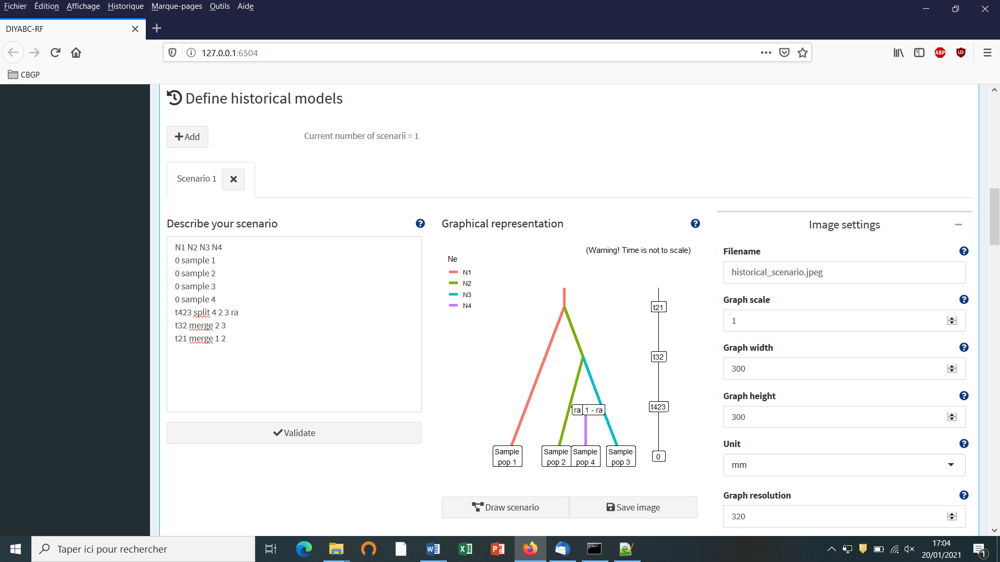 Fichier Édition Affichage Historique Marque-pages Outils Aide
DIYABC-RF
127.0.0.1:6504
ABP
CBGP
Define historical models
Add
Current number of scenarii = 1
Scenario 1
Describe your scenario
N1 N2 N3 N4
0 sample 1
0 sample 2
0 sample 3
0 sample 4
t423 split 4 2 3 ra
t32 merge 2 3
t21 merge 1 2
Validate
Graphical representation
(Warning! Time is not to scale)
Ne
N1
N2
N3
N4
t21
t32
t423
0
ra
1 - ra
Sample pop 1
Sample pop 2
Sample pop 4
Sample pop 3
Draw scenario
Save image
Image settings
Filename
historical_scenario.jpeg
Graph scale
1
Graph width
300
Graph height
300
Unit
mm
Graph resolution
320
Taper ici pour rechercher
17:04
20/01/2021
1